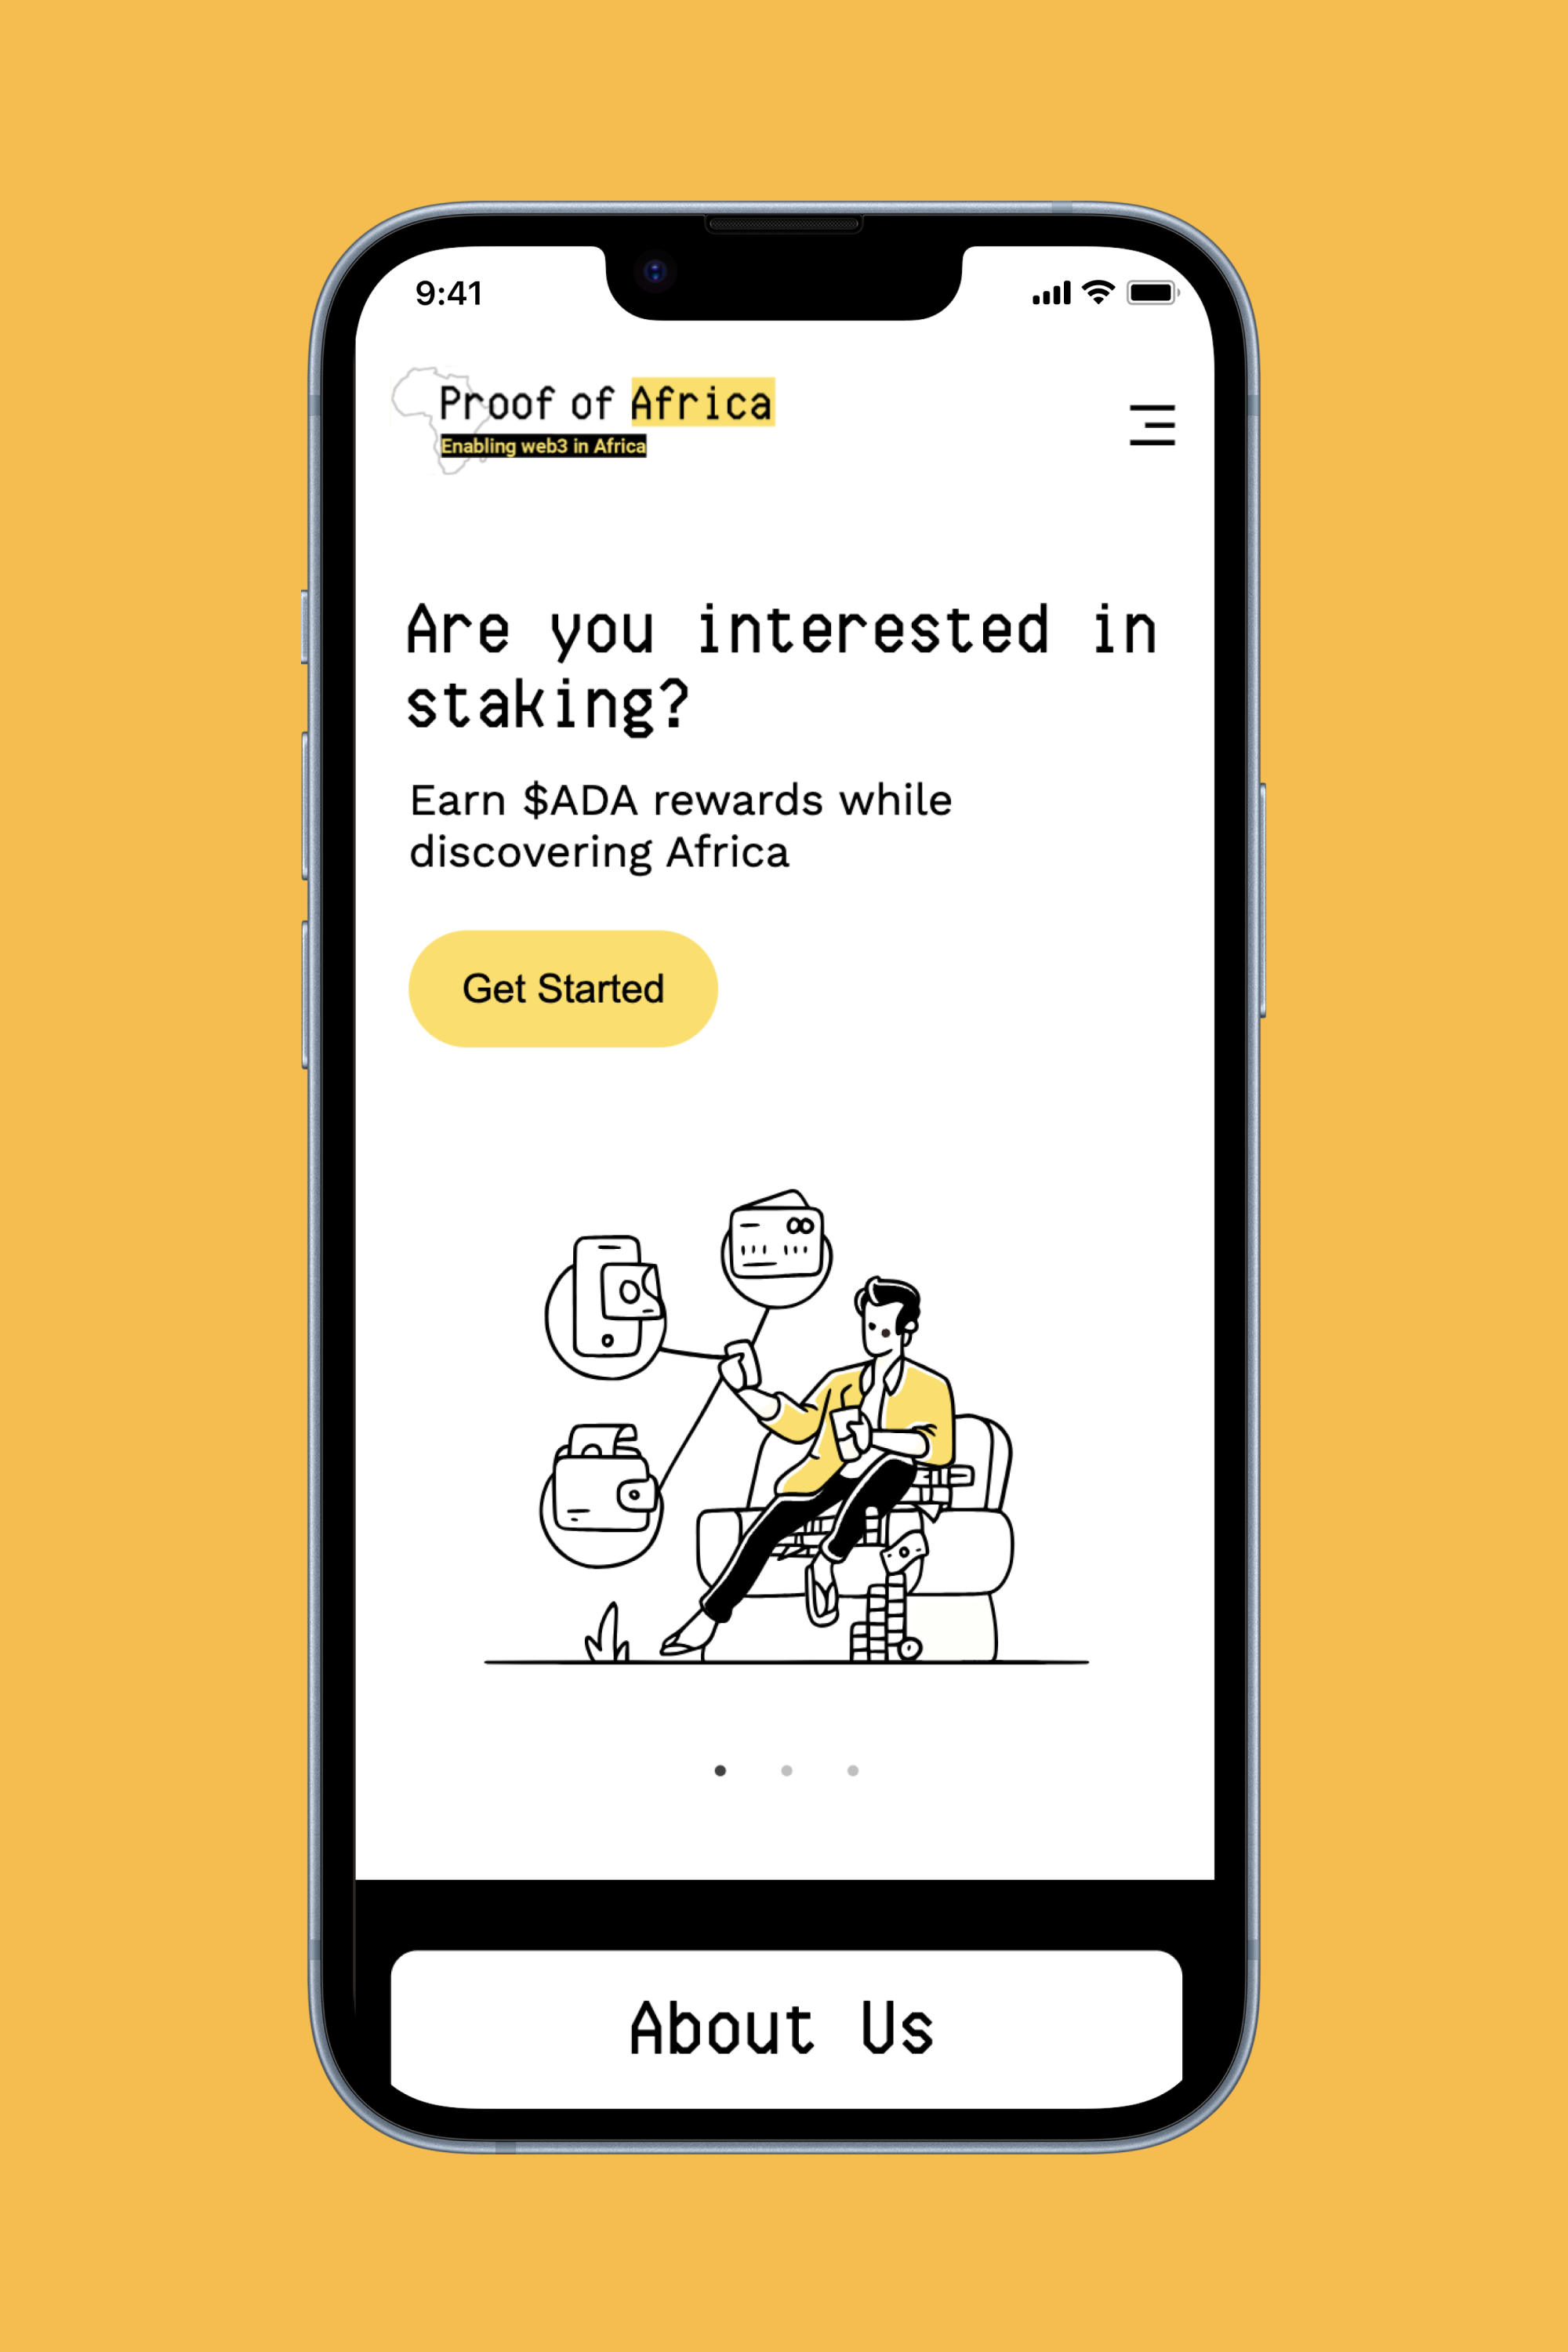 9:41
Proof of Africa
Enabling web3 in Africa
Are you interested in
staking?
Earn $ADA rewards while
discovering Africa
Get Started
About Us